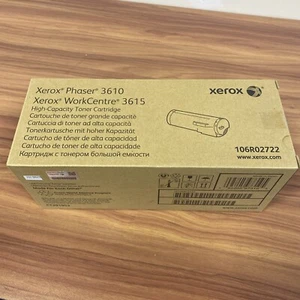 Xerox® Phaser® 3610
Xerox® WorkCentre® 3615
High-Capacity Toner Cartridge
Cartouche de toner grande capacité
Cartuccia di toner ad alta capacità
Tonerkartusche mit hoher Kapazität
Cartucho de tóner de alta capacidad
Cartucho de toner de alta capacidade
Картридж с тонером большой емкости
xerox
106R02722
www.xerox.com